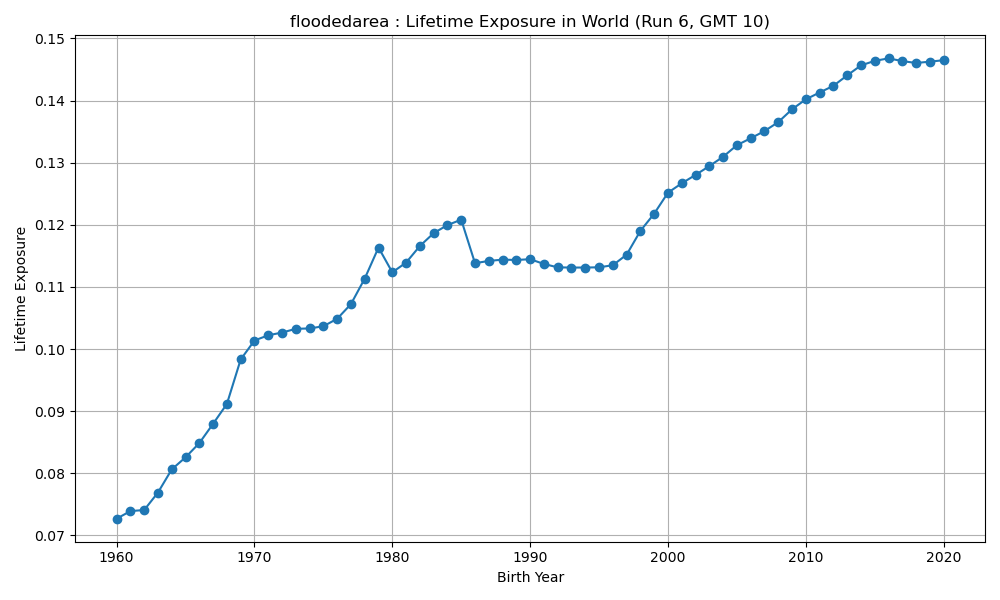 floodedarea : Lifetime Exposure in World (Run 6, GMT 10)
0.15
0.14
0.13
0.12
0.11
0.10
0.09
0.08
0.07
Lifetime Exposure
1960 1970 1980 1990 2000 2010 2020
Birth Year